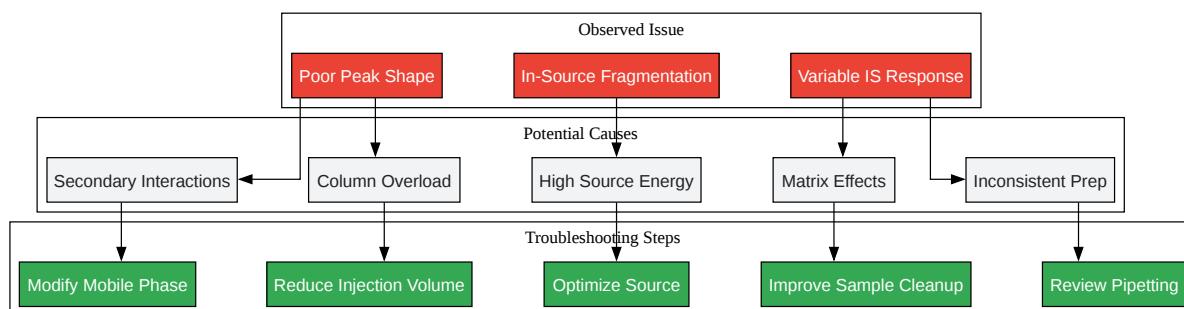 Observed Issue
Poor Peak Shape
In-Source Fragmentation
Variable IS Response
Potential Causes
Secondary Interactions
Column Overload
High Source Energy
Matrix Effects
Inconsistent Prep
Troubleshooting Steps
Modify Mobile Phase
Reduce Injection Volume
Optimize Source
Improve Sample Cleanup
Review Pipetting